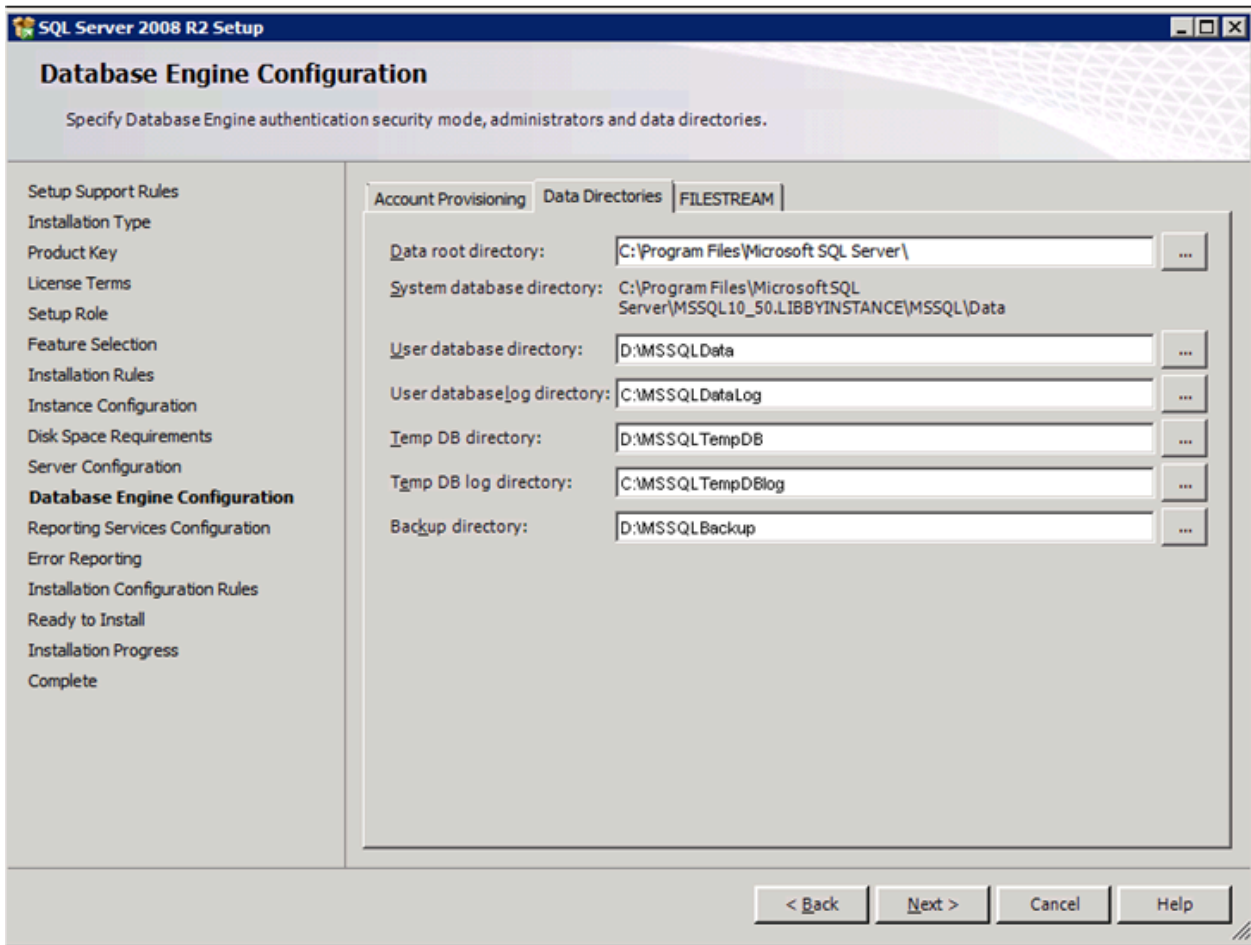 SQL Server 2008 R2 Setup
Database Engine Configuration
Specify Database Engine authentication security mode, administrators and data directories.
Setup Support Rules
Installation Type
Product Key
License Terms
Setup Role
Feature Selection
Installation Rules
Instance Configuration
Disk Space Requirements
Server Configuration
Database Engine Configuration
Reporting Services Configuration
Error Reporting
Installation Configuration Rules
Ready to Install
Installation Progress
Complete
Account Provisioning Data Directories FILESTREAM
Data root directory: C:\Program Files\Microsoft SQL Server\ ...
System database directory: C:\Program Files\Microsoft SQL
Server\MSSQL10_50.LIBBYINSTANCE\MSSQL\Data
User database directory: D:\MSSQLData ...
User database log directory: C:\MSSQLDataLog ...
Temp DB directory: D:\MSSQLTempDB ...
Temp DB log directory: C:\MSSQLTempDBlog ...
Backup directory: D:\MSSQLBackup ...
< Back Next > Cancel Help